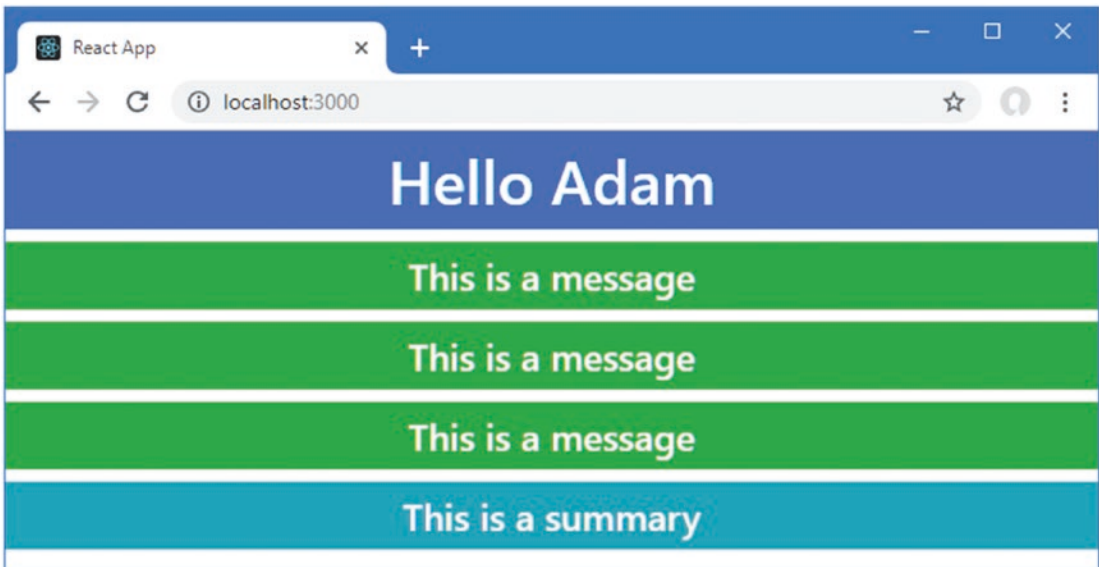 React App
localhost:3000
Hello Adam
This is a message
This is a message
This is a message
This is a summary